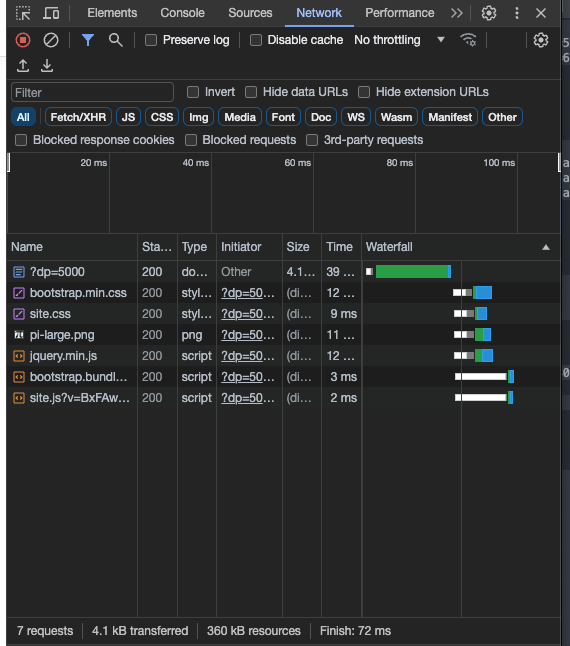 Elements Console Sources Network Performance
Preserve log Disable cache No throttling
Filter Invert Hide data URLs Hide extension URLs
All Fetch/XHR JS CSS Img Media Font Doc WS Wasm Manifest Other
Blocked response cookies Blocked requests 3rd-party requests
20 ms 40 ms 60 ms 80 ms 100 ms
Name Sta... Type Initiator Size Time Waterfall
?dp=5000 200 do... Other 4.1... 39 ...
bootstrap.min.css 200 styl... ?dp=50... (di... 12 ...
site.css 200 styl... ?dp=50... (di... 9 ms
pi-large.png 200 png ?dp=50... (di... 11 ...
jquery.min.js 200 script ?dp=50... (di... 12 ...
bootstrap.bundl... 200 script ?dp=50... (di... 3 ms
site.js?v=BxFAw... 200 script ?dp=50... (di... 2 ms
7 requests 4.1 kB transferred 360 kB resources Finish: 72 ms